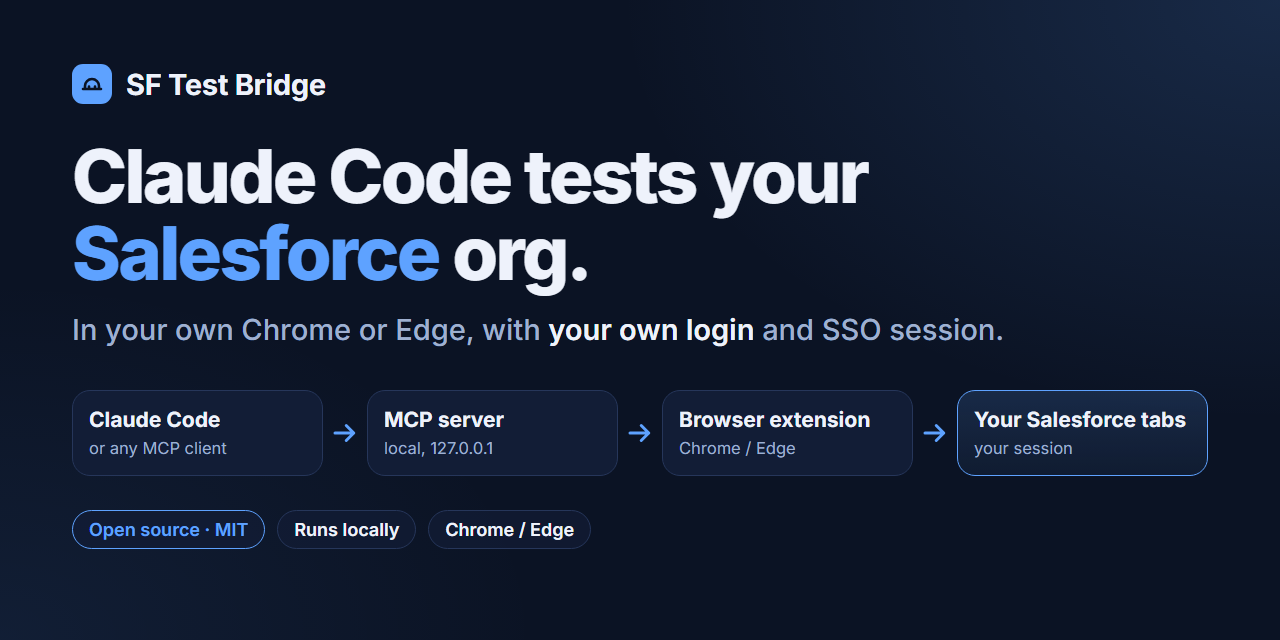 SF Test Bridge
Claude Code tests your
Salesforce org.
In your own Chrome or Edge, with your own login and SSO session.
Claude Code
or any MCP client
MCP server
local, 127.0.0.1
Browser extension
Chrome / Edge
Your Salesforce tabs
your session
Open source · MIT
Runs locally
Chrome / Edge